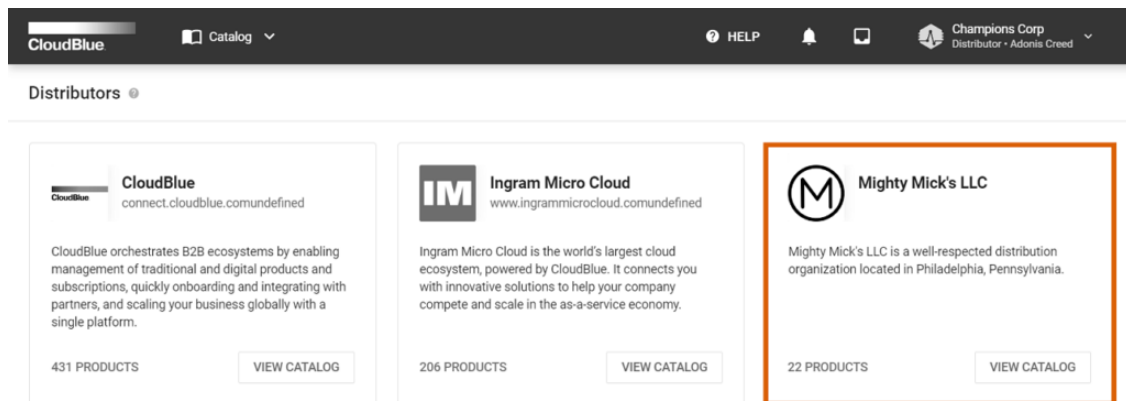 CloudBlue.
Catalog
HELP
Champions Corp
Distributor • Adonis Creed
Distributors
CloudBlue
CloudBlue
connect.cloudblue.comundefined
CloudBlue orchestrates B2B ecosystems by enabling
management of traditional and digital products and
subscriptions, quickly onboarding and integrating with
partners, and scaling your business globally with a
single platform.
431 PRODUCTS
VIEW CATALOG
IM
Ingram Micro Cloud
www.ingrammicrocloud.comundefined
Ingram Micro Cloud is the world's largest cloud
ecosystem, powered by CloudBlue. It connects you
with innovative solutions to help your company
compete and scale in the as-a-service economy.
206 PRODUCTS
VIEW CATALOG
M
Mighty Mick's LLC
Mighty Mick's LLC is a well-respected distribution
organization located in Philadelphia, Pennsylvania.
22 PRODUCTS
VIEW CATALOG